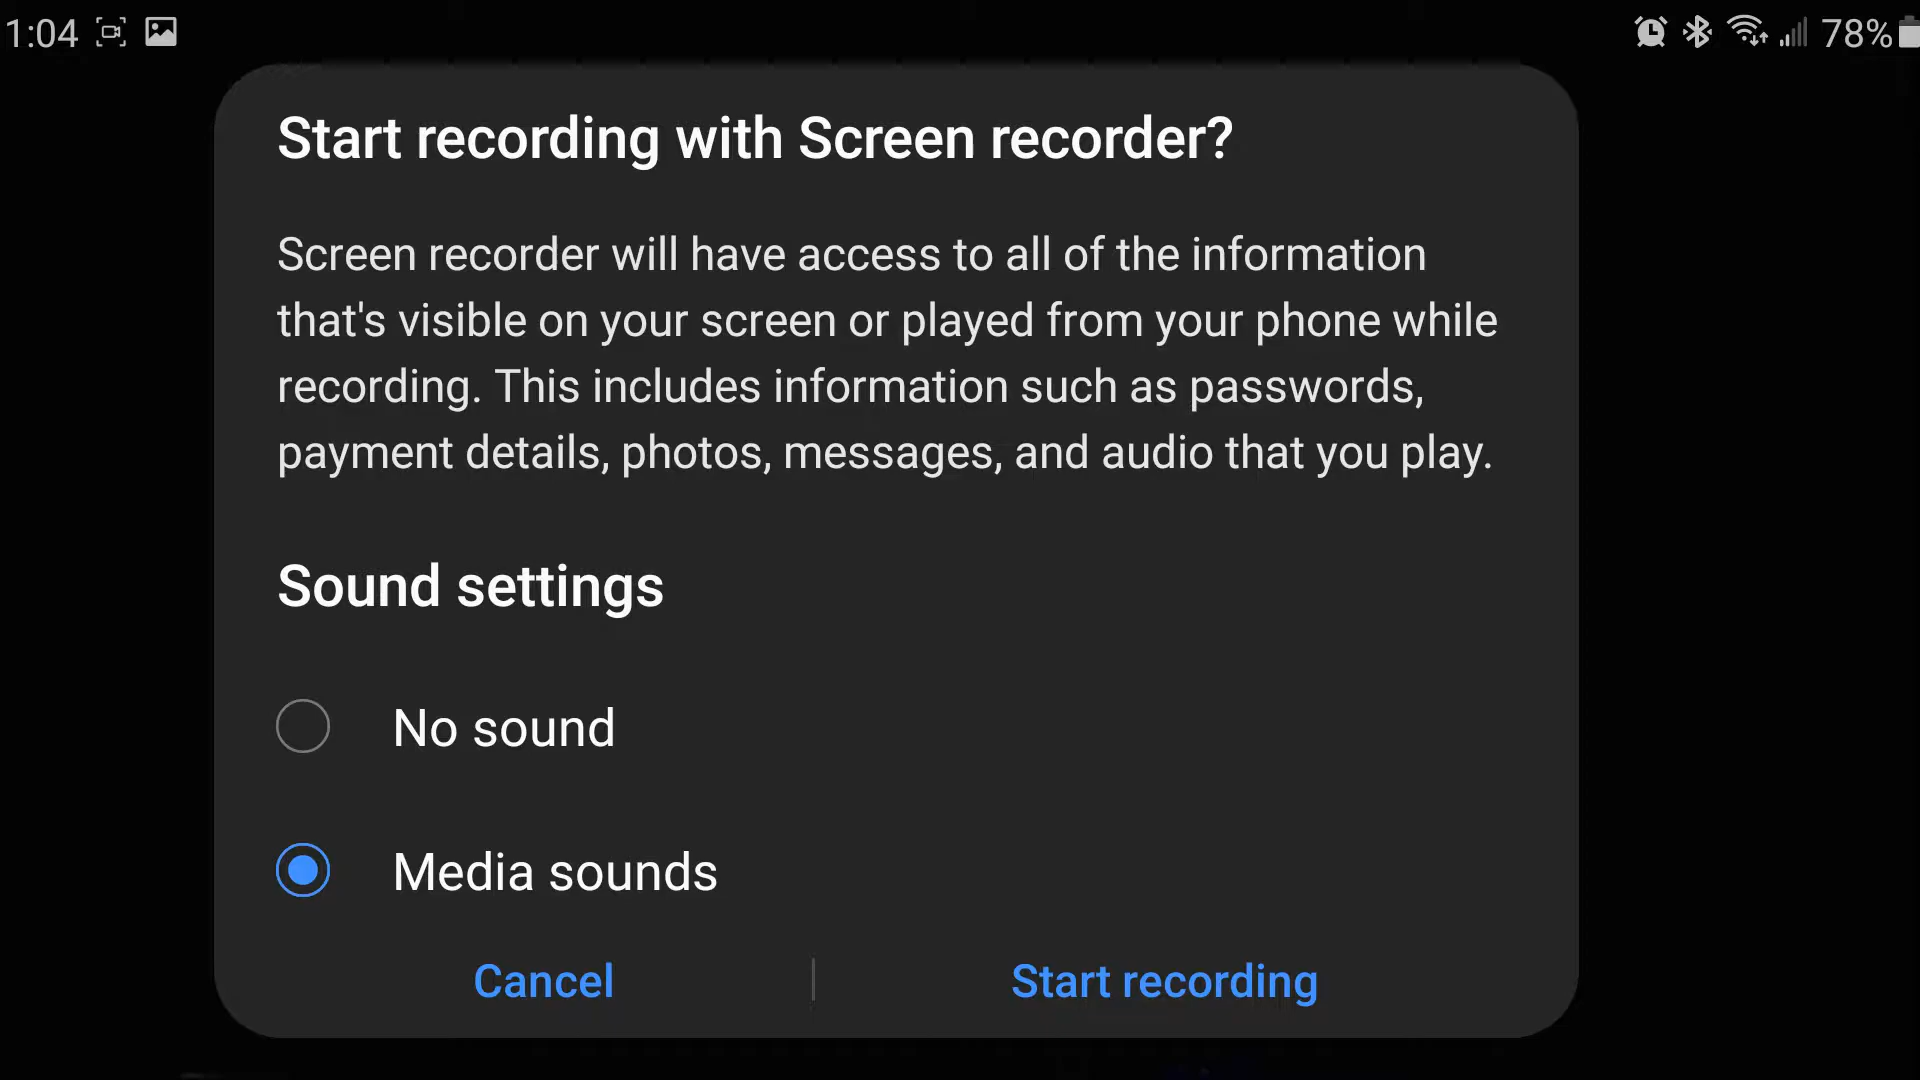 1:04
78%
Start recording with Screen recorder?
Screen recorder will have access to all of the information
that's visible on your screen or played from your phone while
recording. This includes information such as passwords,
payment details, photos, messages, and audio that you play.
Sound settings
No sound
Media sounds
Cancel
Start recording